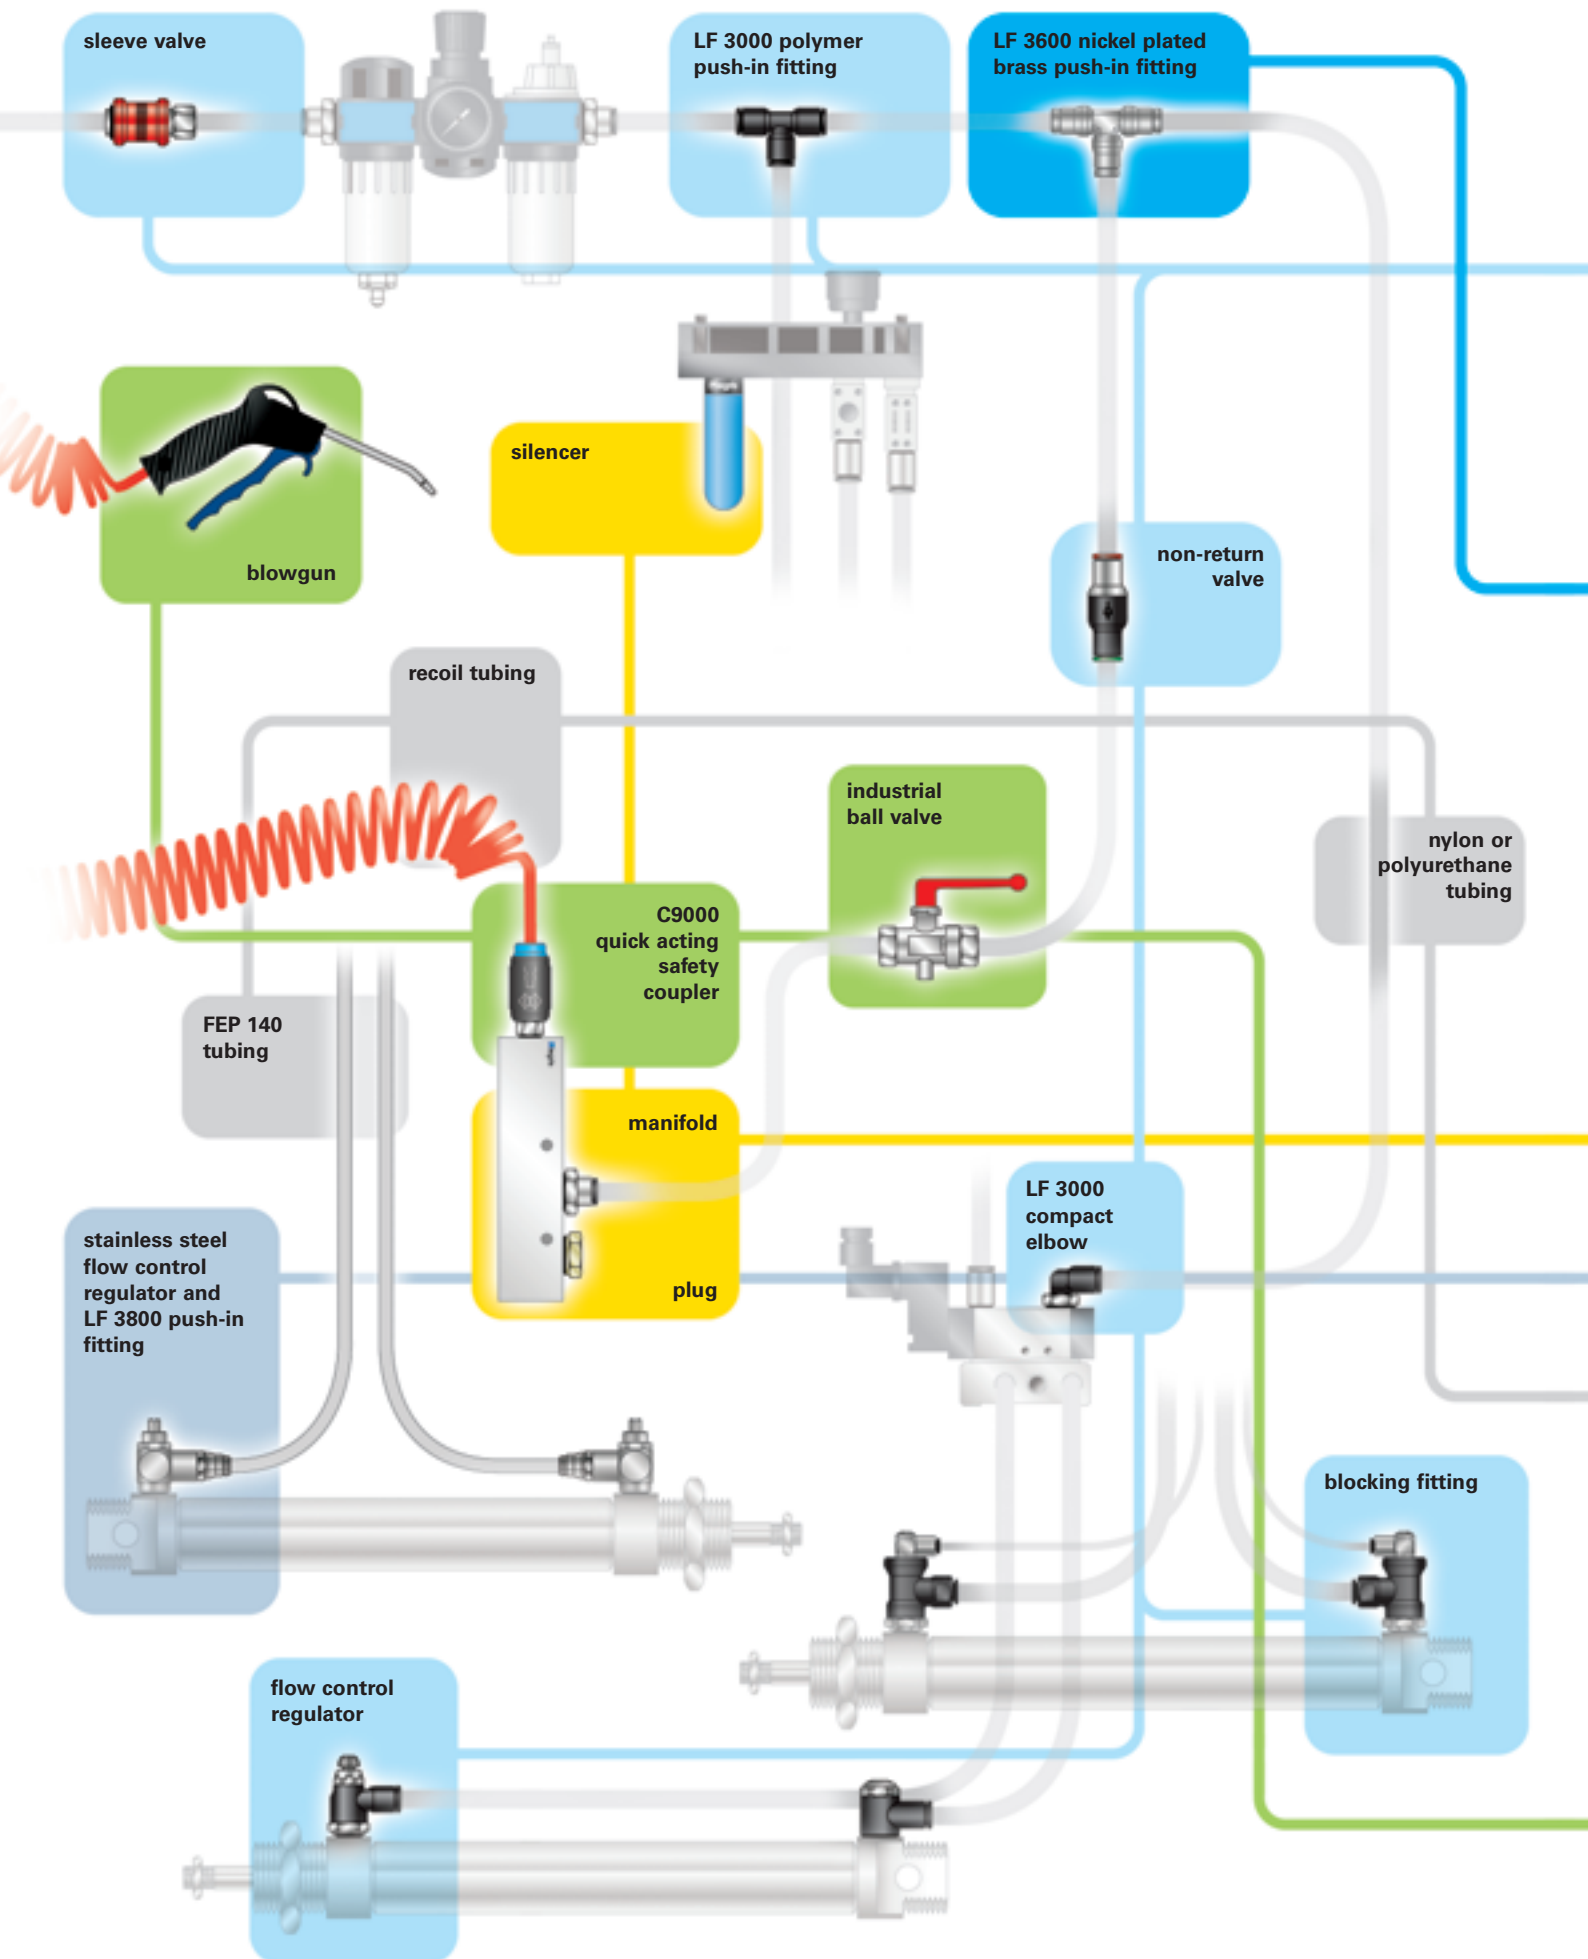 sleeve valve
LF 3000 polymer
push-in fitting
LF 3600 nickel plated
brass push-in fitting
silencer
blowgun
non-return
valve
recoil tubing
industrial
ball valve
nylon or
polyurethane
tubing
C9000
quick acting
safety
coupler
FEP 140
tubing
manifold
plug
LF 3000
compact
elbow
stainless steel
flow control
regulator and
LF 3800 push-in
fitting
blocking fitting
flow control
regulator